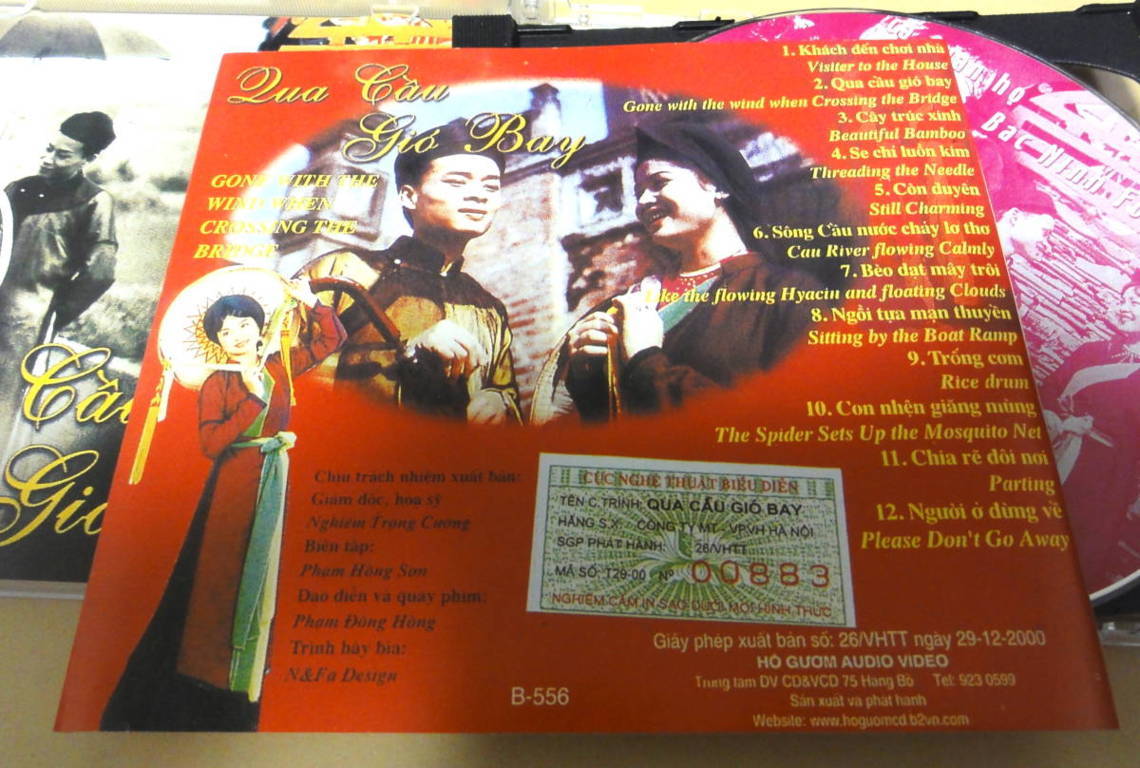 Qua Cầu
Gió Bay
GONE WITH THE
WIND WHEN
CROSSING THE
BRIDGE
1. Khách đến chơi nhà
Visiter to the House
2. Qua cầu gió bay
Gone with the wind when Crossing the Bridge
3. Cây trúc xinh
Beautiful Bamboo
4. Se chỉ luồn kim
Threading the Needle
5. Còn duyên
Still Charming
6. Sông Cầu nước chảy lơ thơ
Cau River flowing Calmly
7. Bèo dạt mây trôi
Like the flowing Hyacin and floating Clouds
8. Ngồi tựa mạn thuyền
Sitting by the Boat Ramp
9. Trống cơm
Rice drum
10. Con nhện giăng mùng
The Spider Sets Up the Mosquito Net
11. Chia rẽ đôi nơi
Parting
12. Người ở đừng về
Please Don't Go Away
Chịu trách nhiệm xuất bản:
Giám đốc, hoạ sỹ
Nghiêm Trọng Cường
Biên tập:
Phạm Hồng Sơn
Đạo diễn và quay phim:
Phạm Đông Hồng
Trình bày bìa:
N&Fa Design
CỤC NGHỆ THUẬT BIỂU DIỄN
TÊN C.TRÌNH: QUA CẦU GIÓ BAY
HÃNG S.X: CÔNG TY MT - VPVH HÀ NỘI
SGP PHÁT HÀNH: 26/VHTT
MÃ SỐ: T29-00 Nº 00883
NGHIÊM CẤM IN SAO DƯỚI MỌI HÌNH THỨC
B-556
Giấy phép xuất bản số: 26/VHTT ngày 29-12-2000
HỒ GƯƠM AUDIO VIDEO
Trung tâm DV CD&VCD 75 Hàng Bồ Tel: 923 0599
Sản xuất và phát hành
Website: www.hoguomcd.b2vn.com
Cầu
Gió
Bắc Ninh